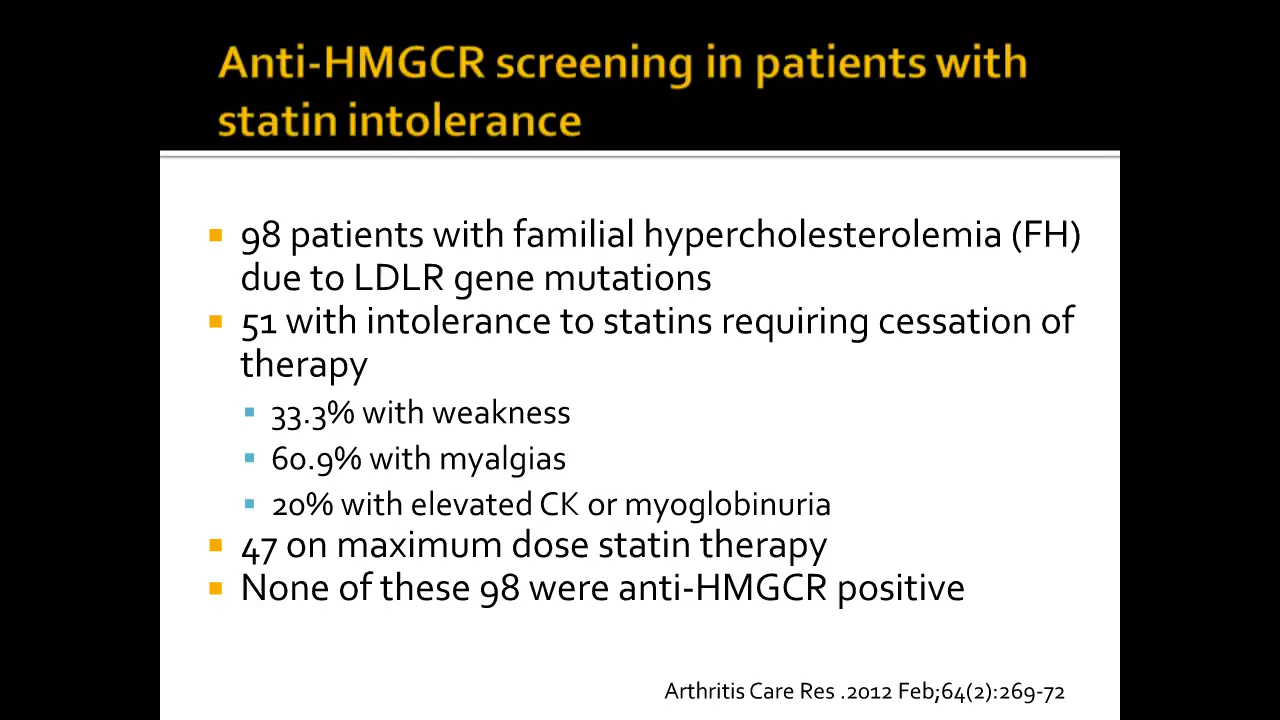 Anti-HMGCR screening in patients with
statin intolerance
98 patients with familial hypercholesterolemia (FH)
due to LDLR gene mutations
51 with intolerance to statins requiring cessation of
therapy
33.3% with weakness
60.9% with myalgias
20% with elevated CK or myoglobinuria
47 on maximum dose statin therapy
None of these 98 were anti-HMGCR positive
Arthritis Care Res .2012 Feb;64(2):269-72